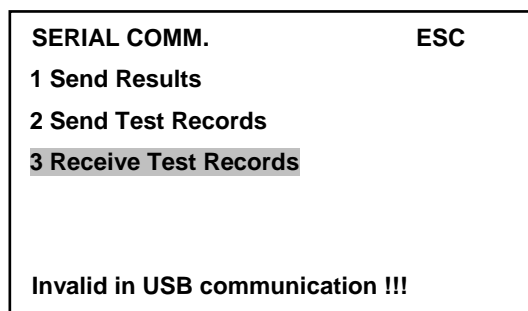 SERIAL COMM. ESC
1 Send Results
2 Send Test Records
3 Receive Test Records
Invalid in USB communication !!!